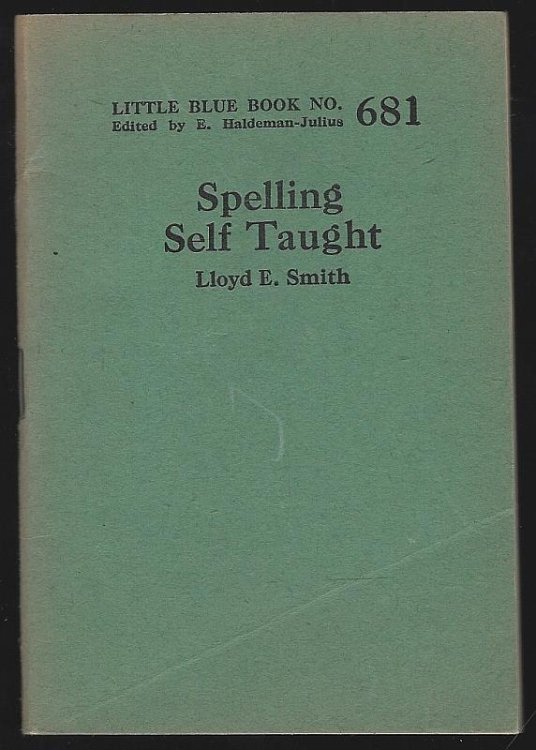 LITTLE BLUE BOOK NO. 681
Edited by E. Haldeman-Julius
Spelling
Self Taught
Lloyd E. Smith